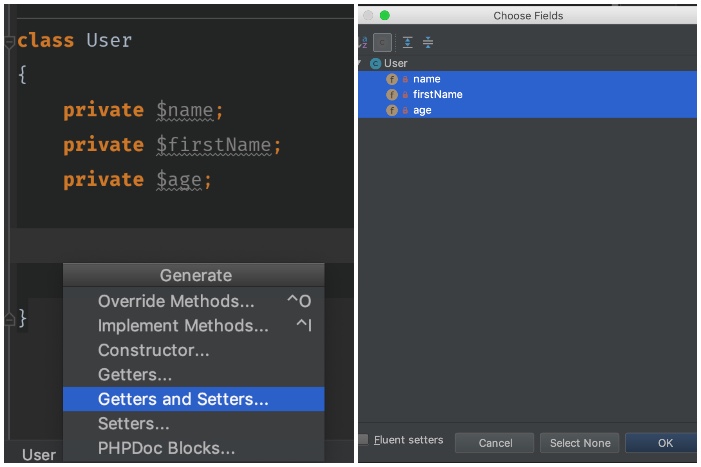 class User
{
private $name;
private $firstName;
private $age;
Generate
Override Methods... ^O
Implement Methods... ^I
Constructor...
Getters...
Getters and Setters...
Setters...
PHPDoc Blocks...
}
User
Choose Fields
User
name
firstName
age
Fluent setters
Cancel
Select None
OK